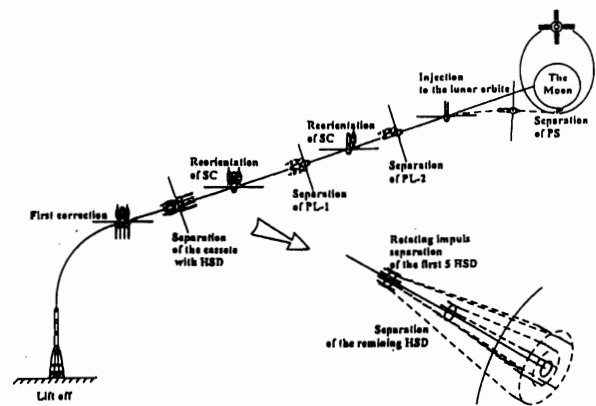 The
Moon
Injection
to the lunar orbite
Separation
of PS
Reorientation
of SC
Separation
of PL-2
Reorientation
of SC
Separation
of PL-1
First correction
Separation
of the cassete
with HSD
Rotating impuls
separation
of the first 5 HSD
Separation
of the remining HSD
Lift off